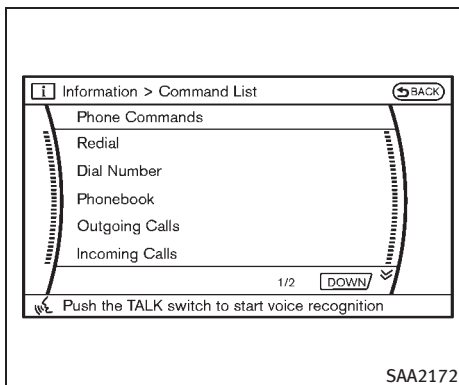 i Information > Command List BACK
Phone Commands
Redial
Dial Number
Phonebook
Outgoing Calls
Incoming Calls
1/2 DOWN
Push the TALK switch to start voice recognition
SAA2172